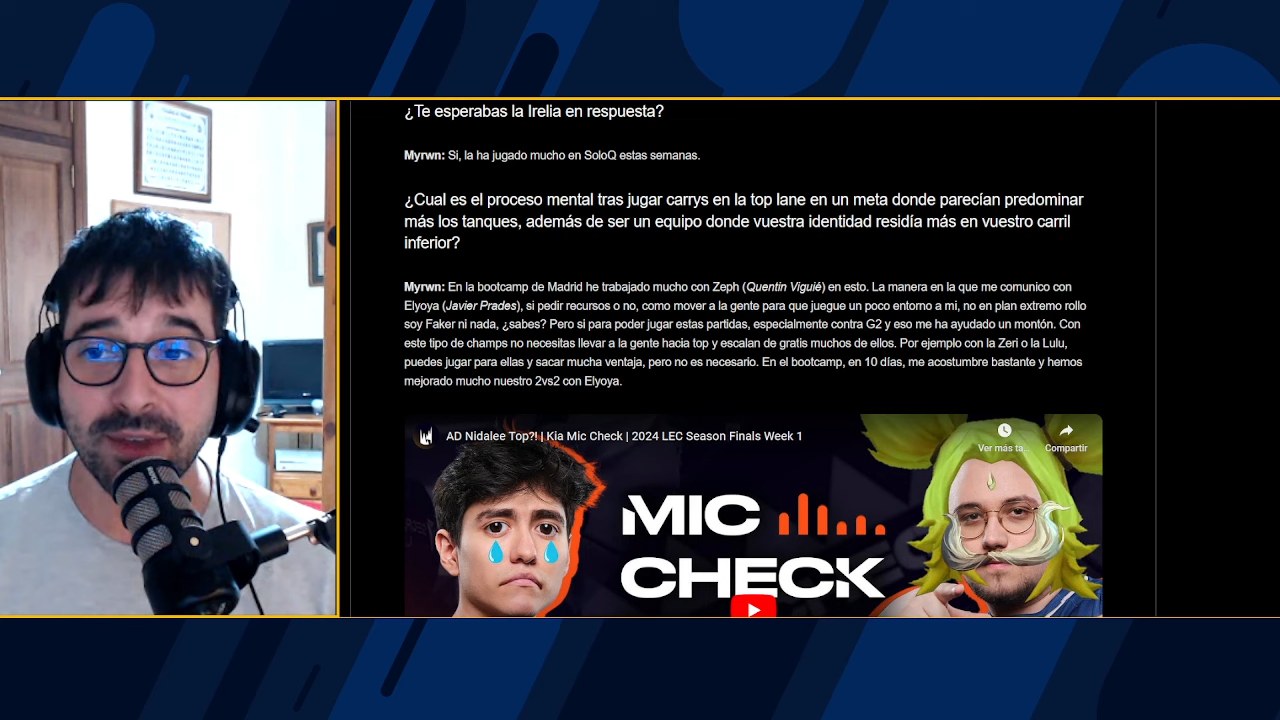 ¿Te esperabas la Irelia en respuesta?
Myrwn: Si, la ha jugado mucho en SoloQ estas semanas.
¿Cual es el proceso mental tras jugar carrys en la top lane en un meta donde parecían predominar
más los tanques, además de ser un equipo donde vuestra identidad residía más en vuestro carril
inferior?
Myrwn: En la bootcamp de Madrid he trabajado mucho con Zeph (Quentin Viguié) en esto. La manera en la que me comunico con
Elyoya (Javier Prades), si pedir recursos o no, como mover a la gente para que juegue un poco entorno a mi, no en plan extremo rollo
soy Faker ni nada, ¿sabes? Pero si para poder jugar estas partidas, especialmente contra G2 y eso me ha ayudado un montón. Con
este tipo de champs no necesitas llevar a la gente hacia top y escalan de gratis muchos de ellos. Por ejemplo con la Zeri o la Lulu,
puedes jugar para ellas y sacar mucha ventaja, pero no es necesario. En el bootcamp, en 10 días, me acostumbre bastante y hemos
mejorado mucho nuestro 2vs2 con Elyoya.
AD Nidalee Top?! | Kia Mic Check | 2024 LEC Season Finals Week 1
Ver más ta...
Compartir
MIC
CHECK